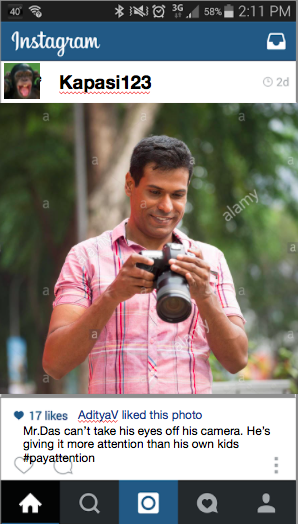 40° 3G 58% 2:11 PM
Instagram
Kapasi123 2d
a a
a alamy
a a
a
17 likes AdityaV liked this photo
Mr.Das can't take his eyes off his camera. He's
giving it more attention than his own kids
#payattention